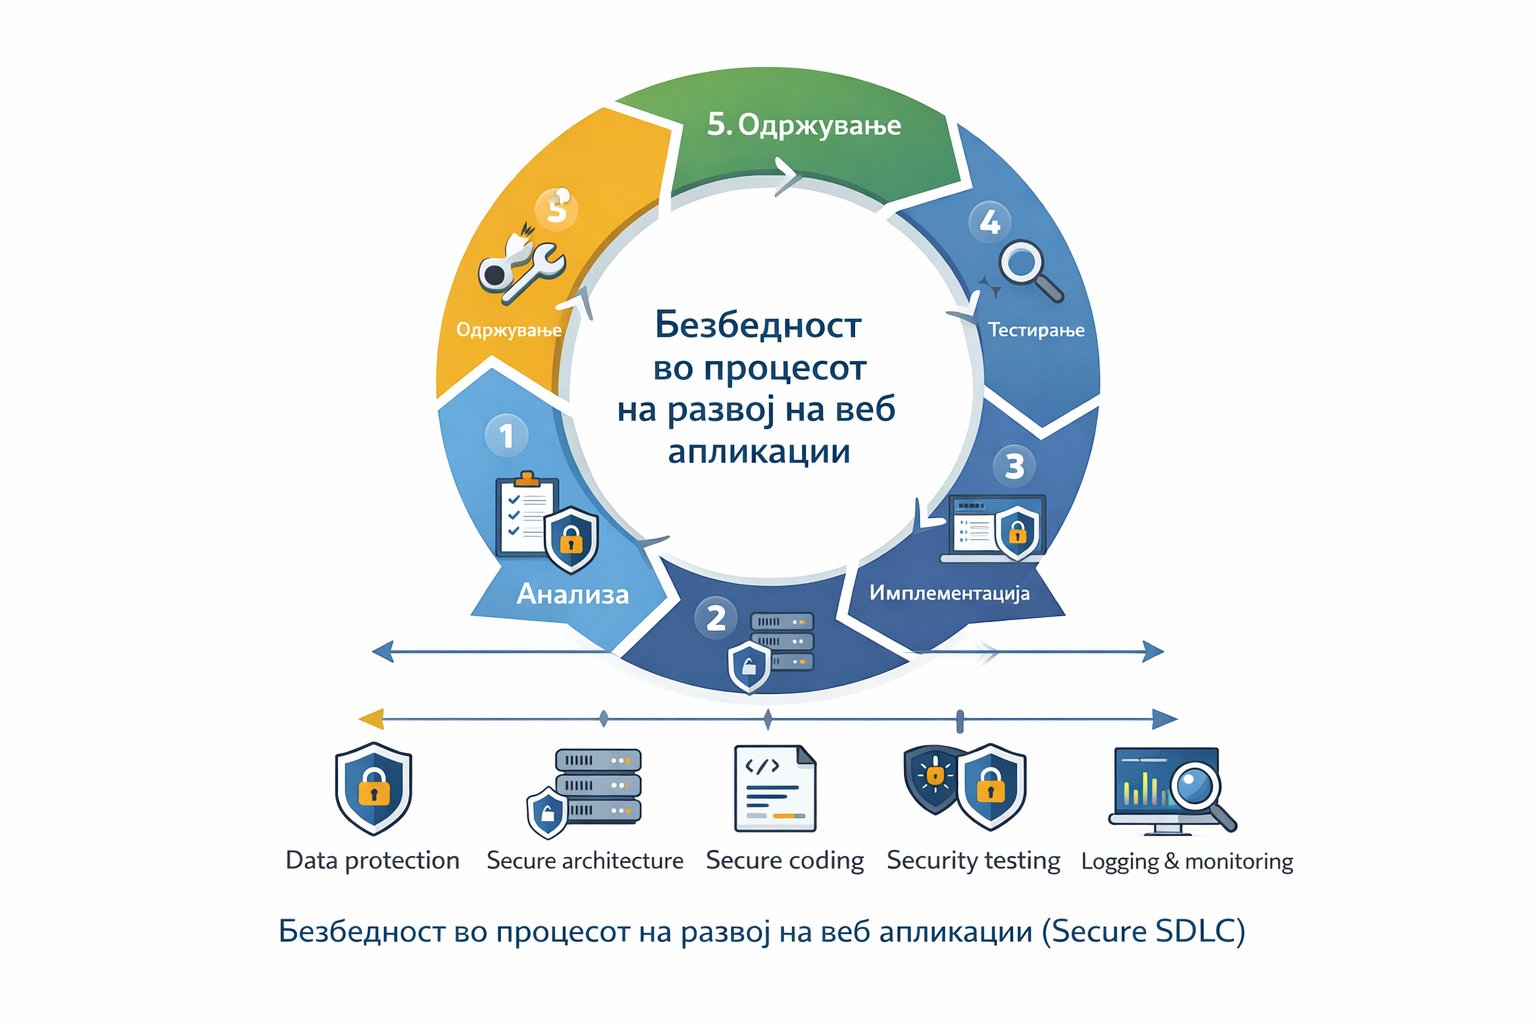 5. Одржување
5
Одржување
4
Тестирање
Безбедност
во процесот
на развој на веб
апликации
1
Анализа
3
Имплементација
2
Data protection
Secure architecture
Secure coding
Security testing
Logging & monitoring
Безбедност во процесот на развој на веб апликации (Secure SDLC)